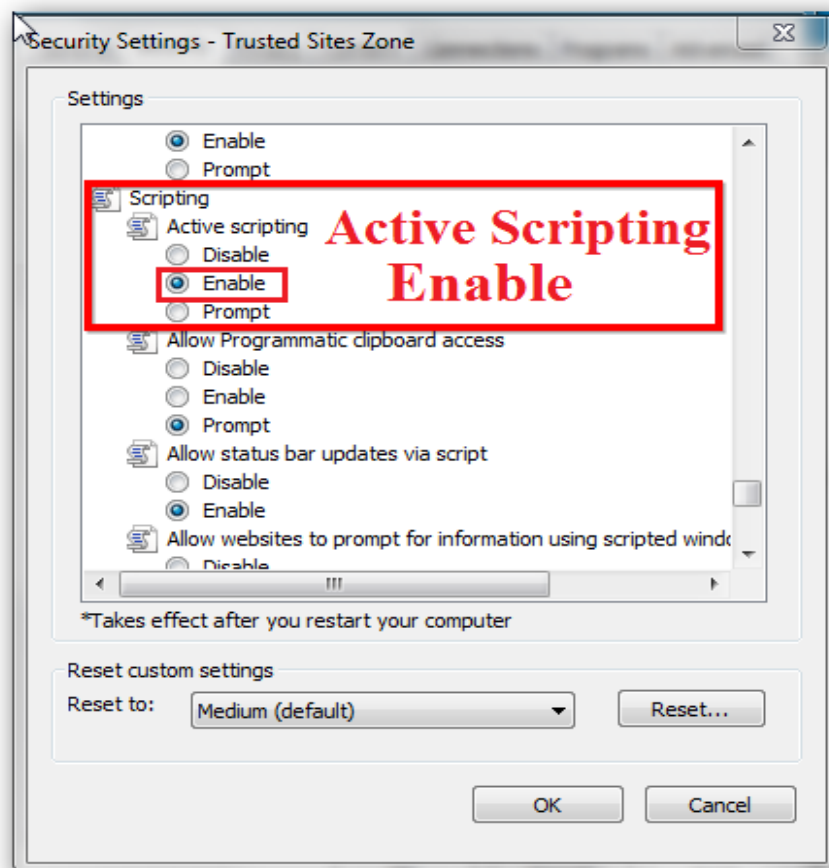 Security Settings - Trusted Sites Zone
Settings
Enable
Prompt
Scripting
Active scripting
Disable
Enable
Prompt
Active Scripting
Enable
Allow Programmatic clipboard access
Disable
Enable
Prompt
Allow status bar updates via script
Disable
Enable
Allow websites to prompt for information using scripted
Disable
*Takes effect after you restart your computer
Reset custom settings
Reset to:
Medium (default)
Reset...
OK
Cancel